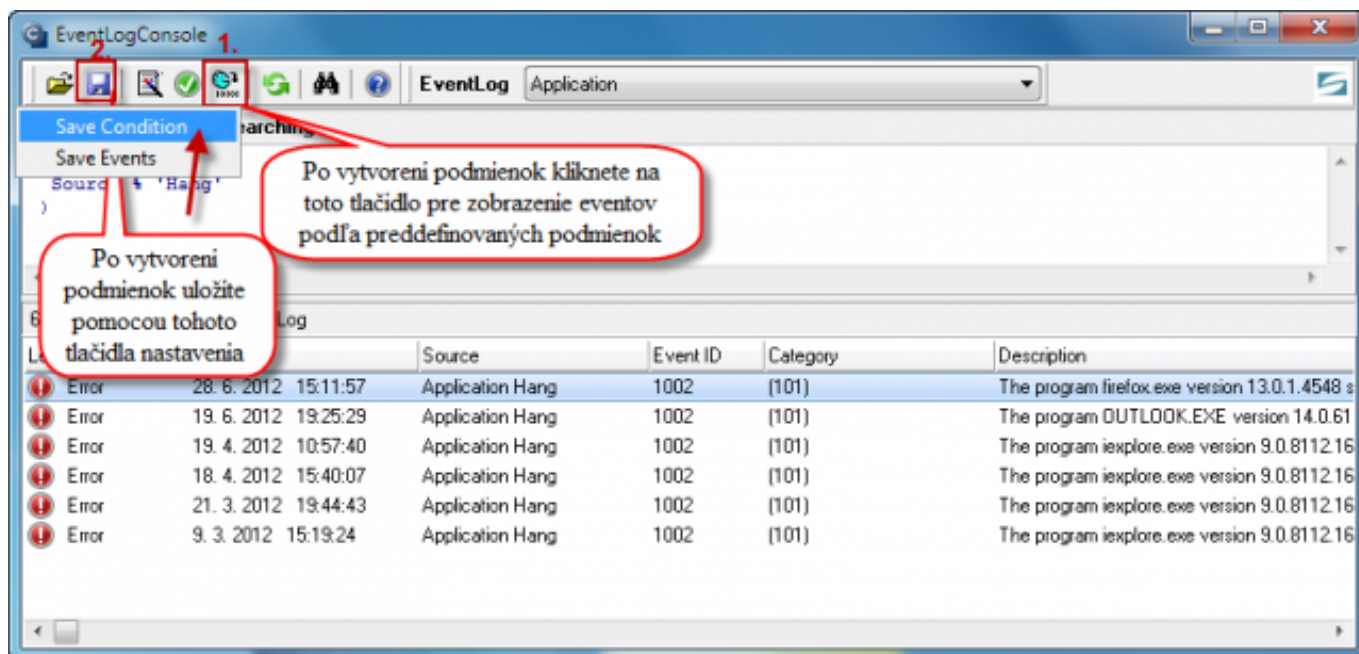 EventLogConsole
2.
1.
EventLog Application
Save Condition
Save Events
Source % 'Hang'
)
Po vytvorení podmienok kliknete na
toto tlačidlo pre zobrazenie eventov
podľa preddefinovaných podmienok
Po vytvorení
podmienok uložite
pomocou tohoto
tlačidla nastavenia
6
Log
Source Event ID Category Description
Error 28. 6. 2012 15:11:57 Application Hang 1002 (101) The program firefox.exe version 13.0.1.4548 s
Error 19. 6. 2012 19:25:29 Application Hang 1002 (101) The program OUTLOOK.EXE version 14.0.61
Error 19. 4. 2012 10:57:40 Application Hang 1002 (101) The program iexplore.exe version 9.0.8112.16
Error 18. 4. 2012 15:40:07 Application Hang 1002 (101) The program iexplore.exe version 9.0.8112.16
Error 21. 3. 2012 19:44:43 Application Hang 1002 (101) The program iexplore.exe version 9.0.8112.16
Error 9. 3. 2012 15:19:24 Application Hang 1002 (101) The program iexplore.exe version 9.0.8112.16